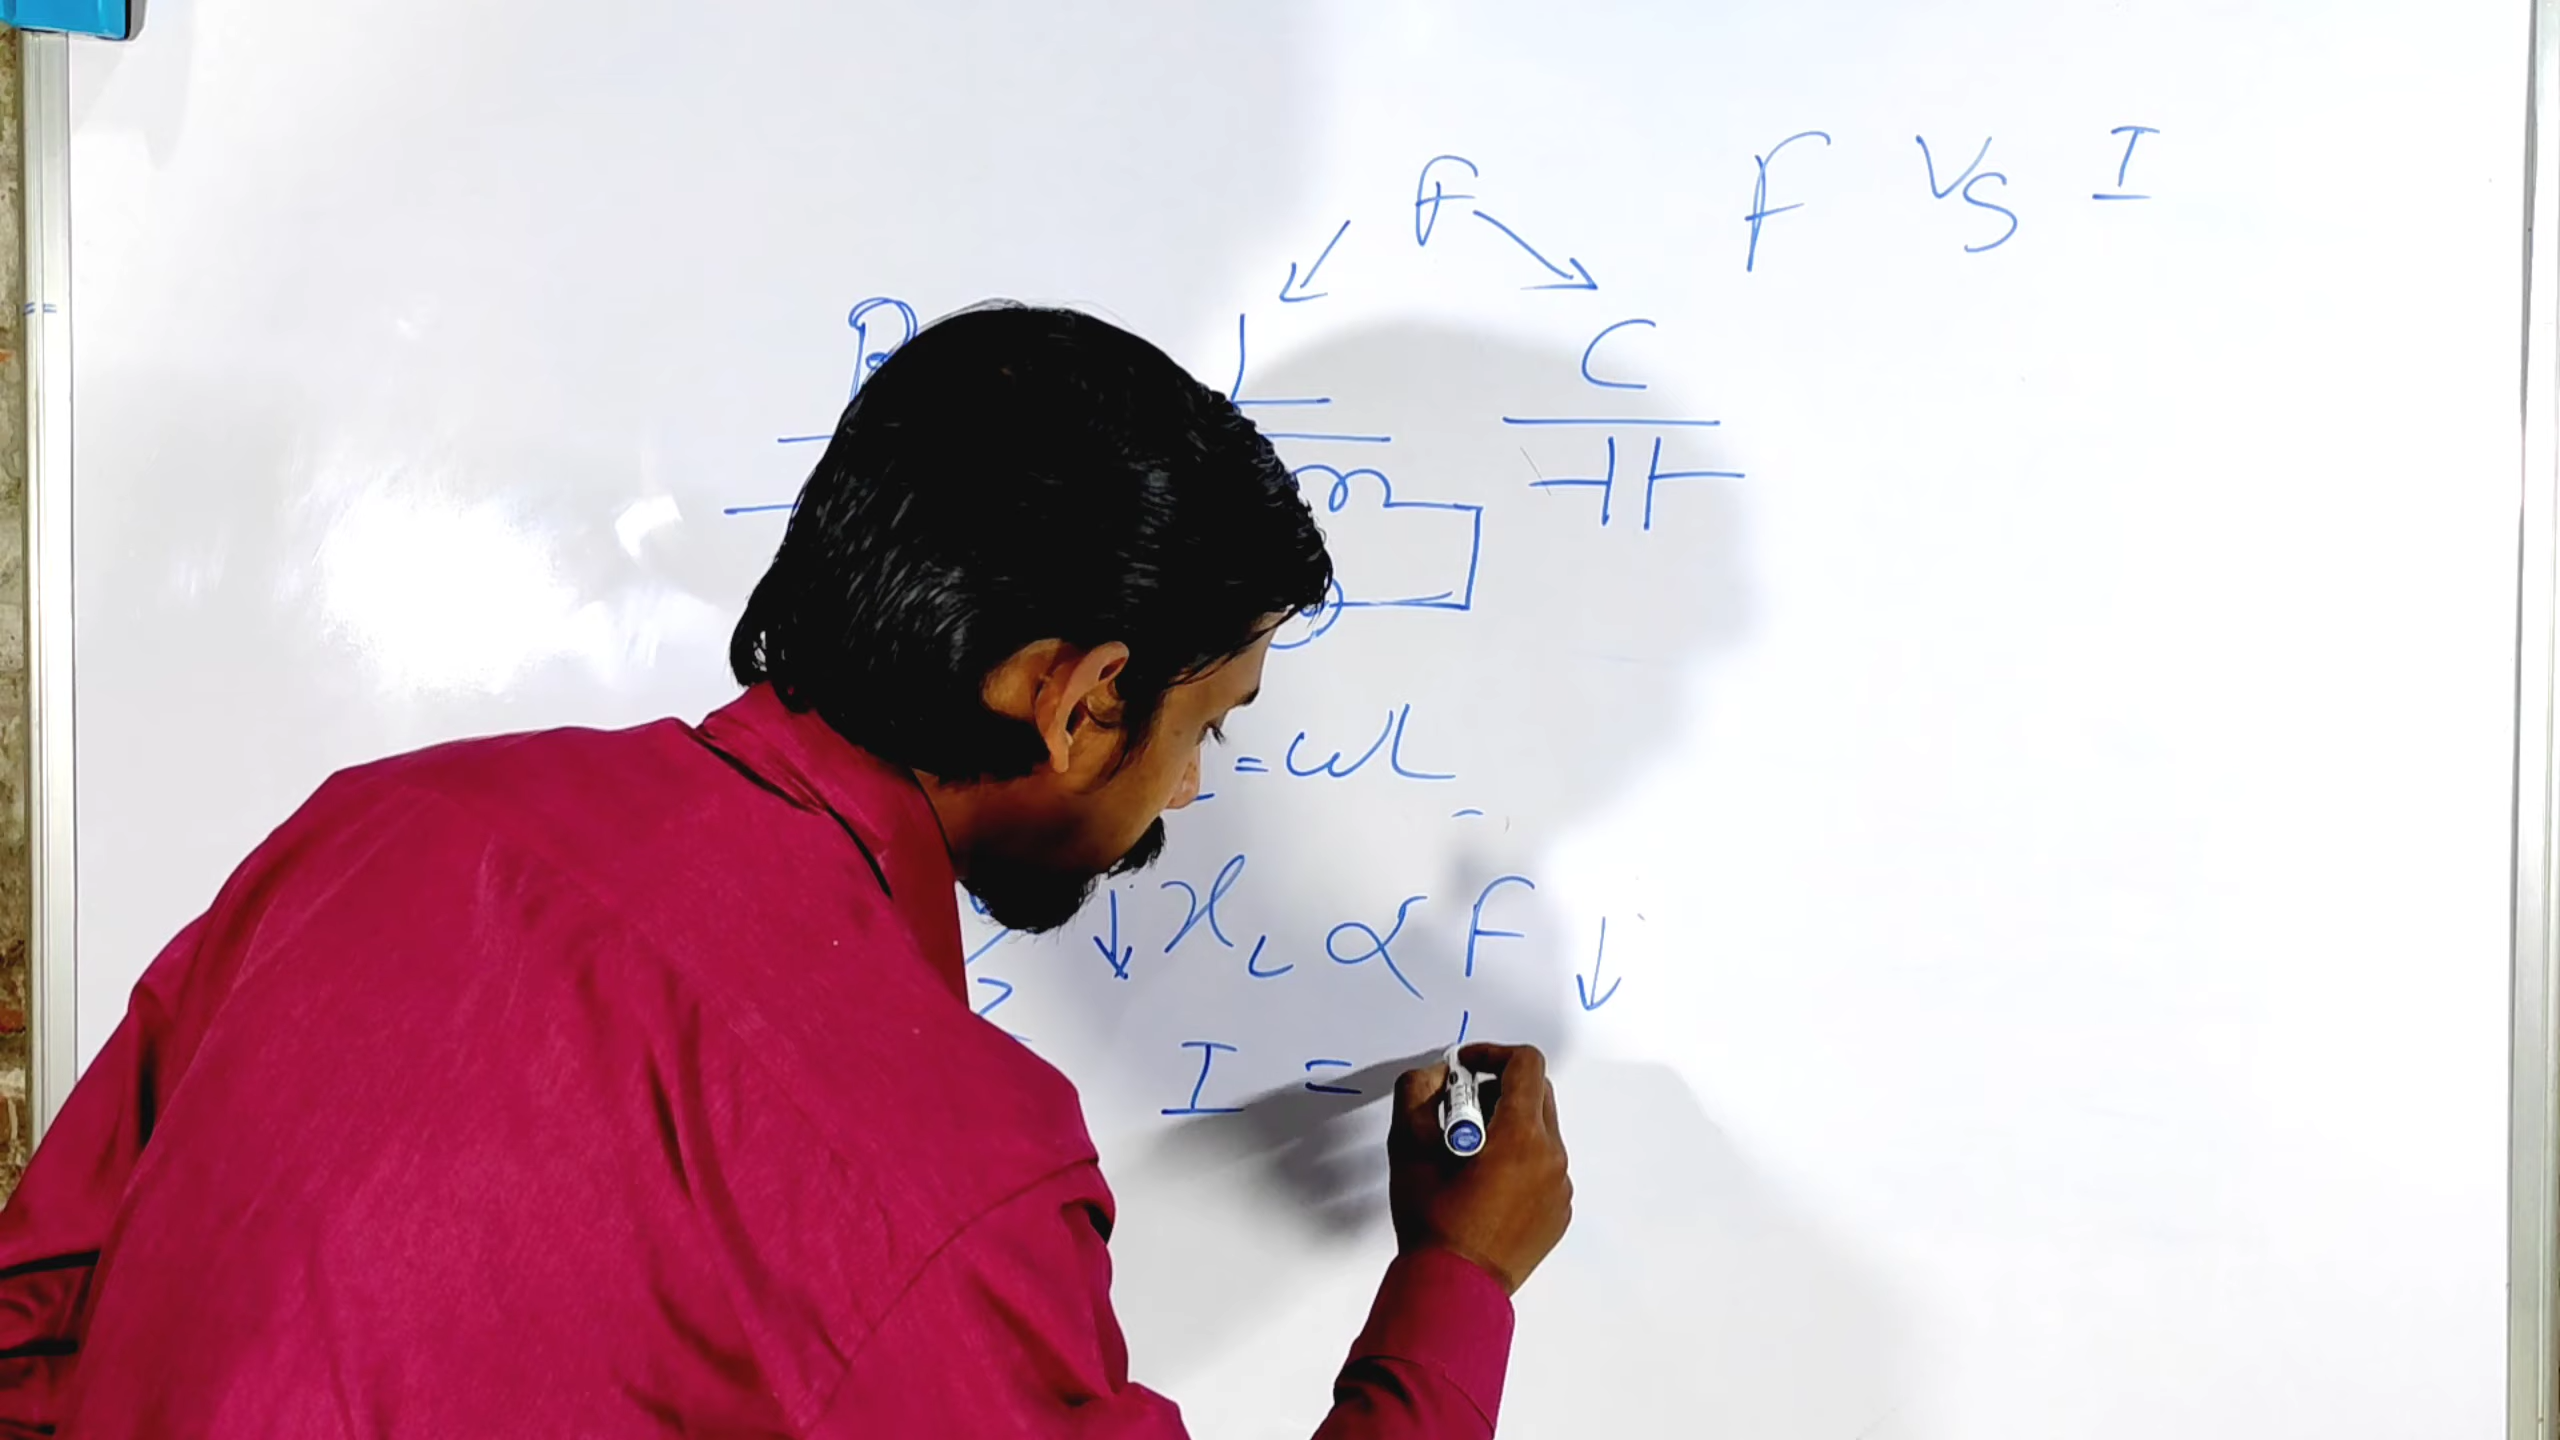 F F VS I
R L C
= ωL
↓ X_L ∝ F ↓
I =